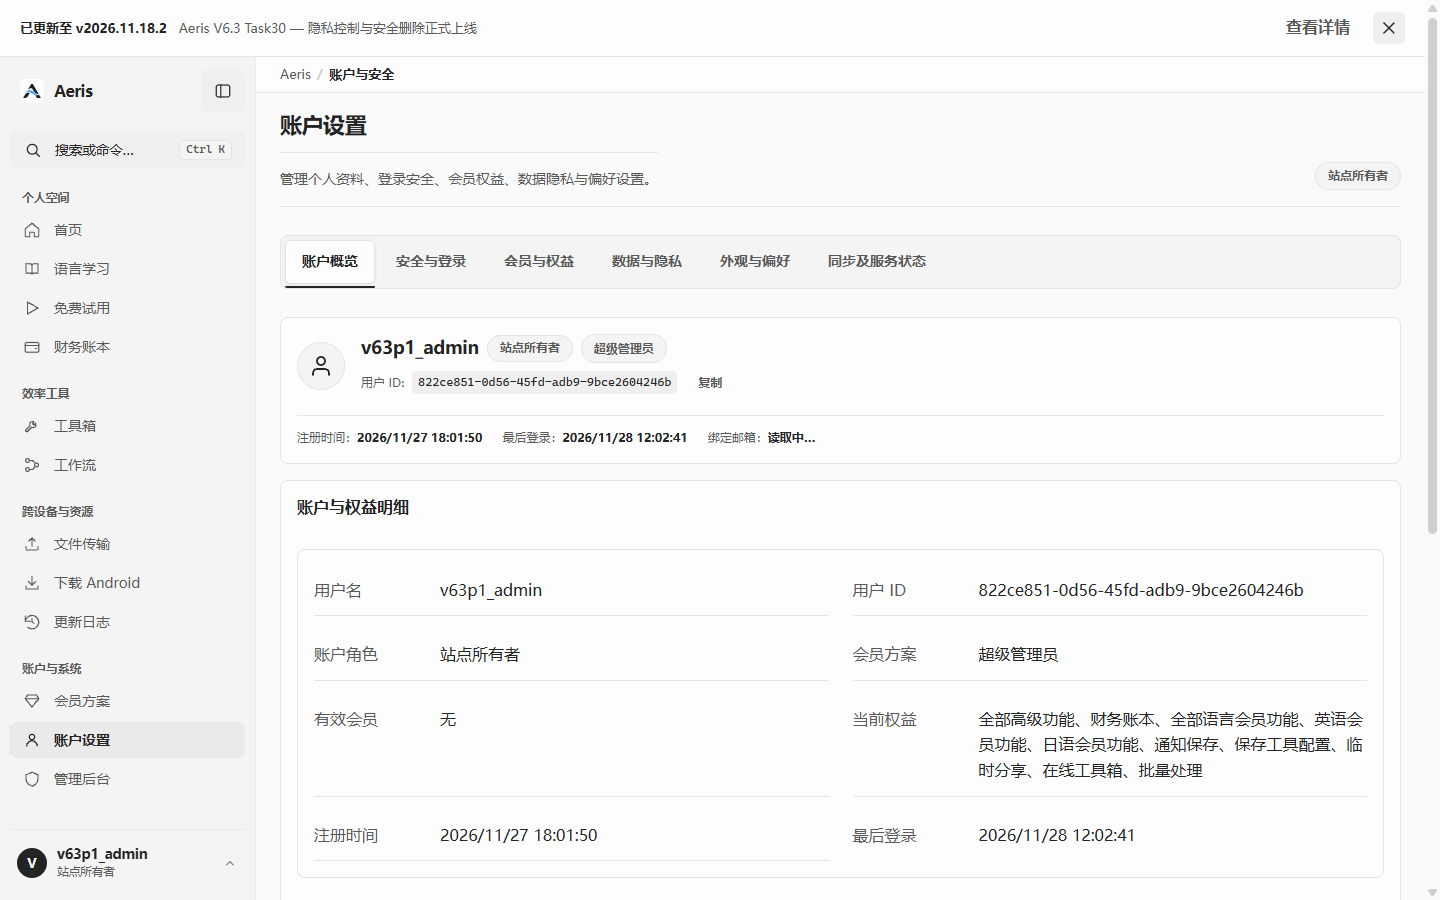 已更新至 v2026.11.18.2 Aeris V6.3 Task30 — 隐私控制与安全删除正式上线 查看详情
Aeris
搜索或命令... Ctrl K
个人空间
首页
语言学习
免费试用
财务账本
效率工具
工具箱
工作流
跨设备与资源
文件传输
下载 Android
更新日志
账户与系统
会员方案
账户设置
管理后台
V v63p1_admin
站点所有者
Aeris / 账户与安全
账户设置
管理个人资料、登录安全、会员权益、数据隐私与偏好设置。
站点所有者
账户概览 安全与登录 会员与权益 数据与隐私 外观与偏好 同步及服务状态
v63p1_admin 站点所有者 超级管理员
用户 ID: 822ce851-0d56-45fd-adb9-9bce2604246b 复制
注册时间: 2026/11/27 18:01:50 最后登录: 2026/11/28 12:02:41 绑定邮箱: 读取中...
账户与权益明细
用户名 v63p1_admin 用户 ID 822ce851-0d56-45fd-adb9-9bce2604246b
账户角色 站点所有者 会员方案 超级管理员
有效会员 无 当前权益 全部高级功能、财务账本、全部语言会员功能、英语会
员功能、日语会员功能、通知保存、保存工具配置、临
时分享、在线工具箱、批量处理
注册时间 2026/11/27 18:01:50 最后登录 2026/11/28 12:02:41